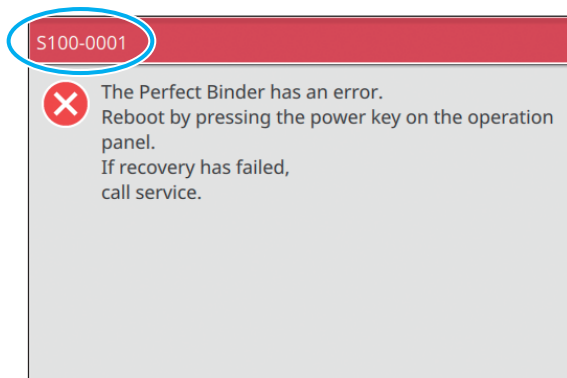 S100-0001
The Perfect Binder has an error.
Reboot by pressing the power key on the operation
panel.
If recovery has failed,
call service.